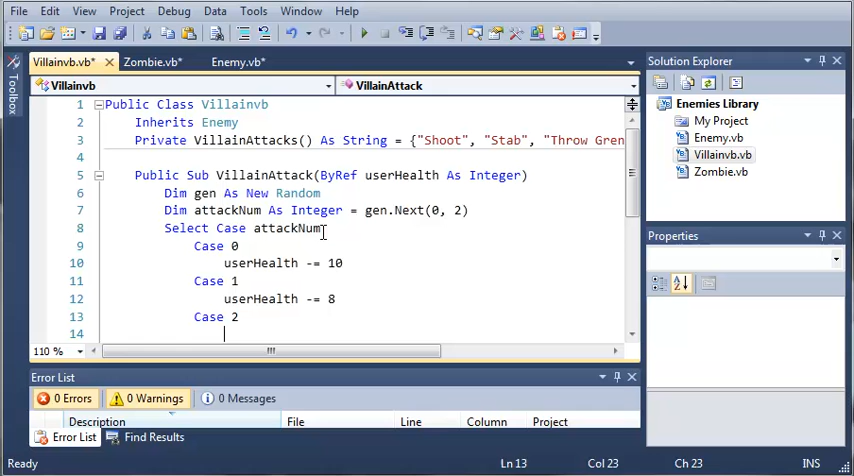 File Edit View Project Debug Data Tools Window Help
Villainvb.vb* Zombie.vb* Enemy.vb*
Toolbox
Villainvb VillainAttack
1 Public Class Villainvb
2 Inherits Enemy
3 Private VillainAttacks() As String = {"Shoot", "Stab", "Throw Gren
4
5 Public Sub VillainAttack(ByRef userHealth As Integer)
6 Dim gen As New Random
7 Dim attackNum As Integer = gen.Next(0, 2)
8 Select Case attackNum
9 Case 0
10 userHealth -= 10
11 Case 1
12 userHealth -= 8
13 Case 2
14
110 %
Solution Explorer
Enemies Library
My Project
Enemy.vb
Villainvb.vb
Zombie.vb
Properties
Error List
0 Errors 0 Warnings 0 Messages
Description File Line Column Project
Error List Find Results
Ready Ln 13 Col 23 Ch 23 INS